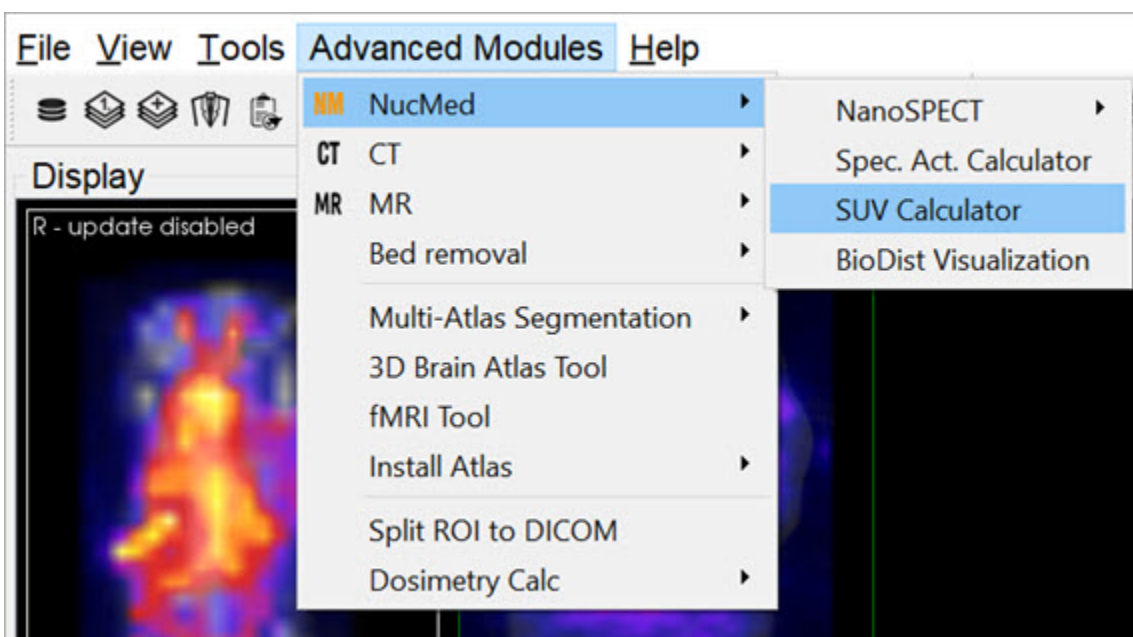 File View Tools Advanced Modules Help
Display
R - update disabled
NM NucMed
CT CT
MR MR
Bed removal
Multi-Atlas Segmentation
3D Brain Atlas Tool
fMRI Tool
Install Atlas
Split ROI to DICOM
Dosimetry Calc
NanoSPECT
Spec. Act. Calculator
SUV Calculator
BioDist Visualization